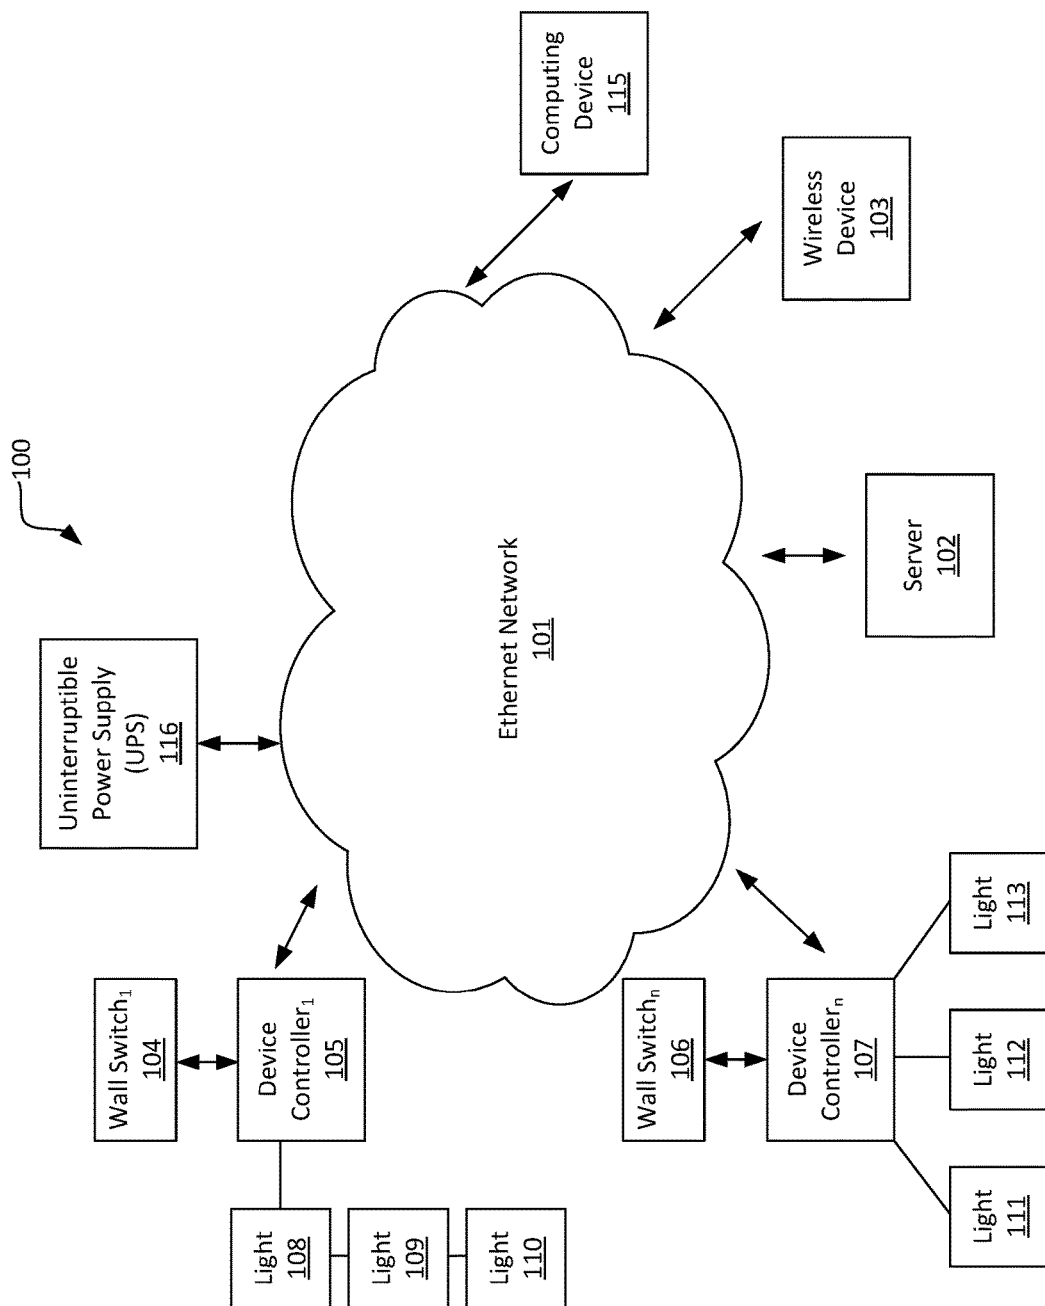 100
Uninterruptible
Power Supply
(UPS)
116
Wall Switch₁
104
Device
Controller₁
105
Light
108
Light
109
Light
110
Ethernet Network
101
Computing
Device
115
Wireless
Device
103
Server
102
Wall Switchₙ
106
Device
Controllerₙ
107
Light
111
Light
112
Light
113